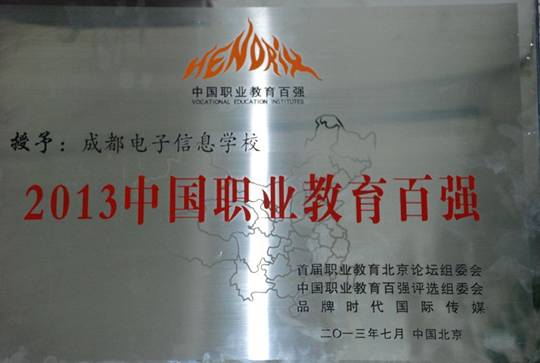 HENDRIX
中国职业教育百强
VOCATIONAL EDUCATION INSTITUTES
授予：成都电子信息学校
2013中国职业教育百强
首届职业教育北京论坛组委会
中国职业教育百强评选组委会
品牌时代国际传媒
二〇一三年七月 中国北京